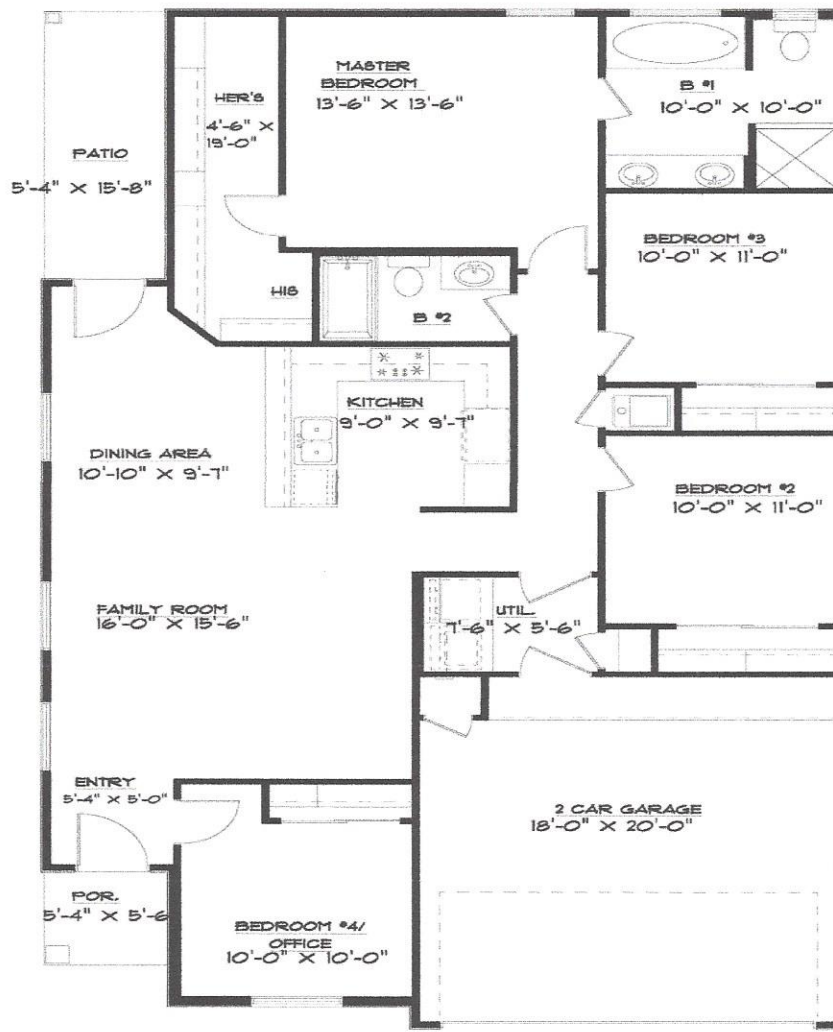 MASTER
BEDROOM
13'-6" X 13'-6"
HER'S
4'-6" X
19'-0"
B #1
10'-0" X 10'-0"
PATIO
5'-4" X 15'-8"
BEDROOM #3
10'-0" X 11'-0"
HIS
B #2
KITCHEN
9'-0" X 9'-7"
DINING AREA
10'-10" X 9'-7"
BEDROOM #2
10'-0" X 11'-0"
FAMILY ROOM
16'-0" X 15'-6"
UTIL.
7'-6" X 5'-6"
ENTRY
5'-4" X 5'-0"
2 CAR GARAGE
18'-0" X 20'-0"
POR.
5'-4" X 5'-6
BEDROOM #4/
OFFICE
10'-0" X 10'-0"